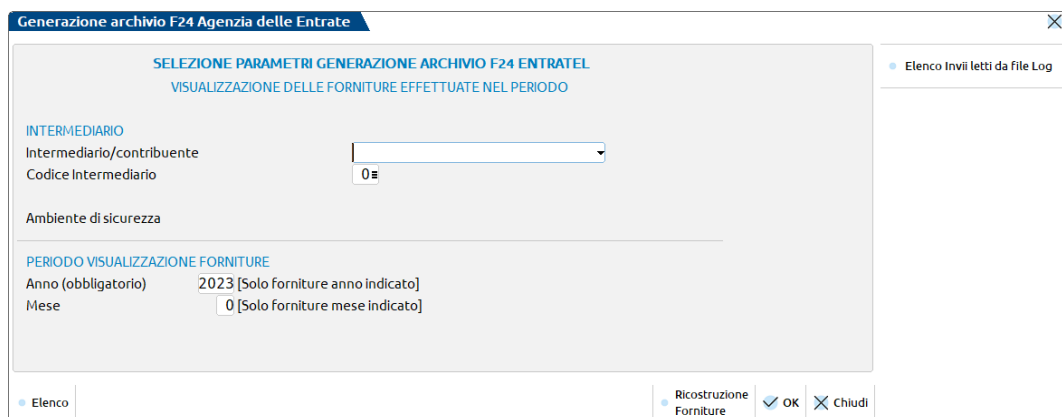 Generazione archivio F24 Agenzia delle Entrate
SELEZIONE PARAMETRI GENERAZIONE ARCHIVIO F24 ENTRATEL
VISUALIZZAZIONE DELLE FORNITURE EFFETTUATE NEL PERIODO
Elenco Invii letti da file Log
INTERMEDIARIO
Intermediario/contribuente
Codice Intermediario 0
Ambiente di sicurezza
PERIODO VISUALIZZAZIONE FORNITURE
Anno (obbligatorio) 2023 [Solo forniture anno indicato]
Mese 0 [Solo forniture mese indicato]
Elenco
Ricostruzione
Forniture
OK
Chiudi